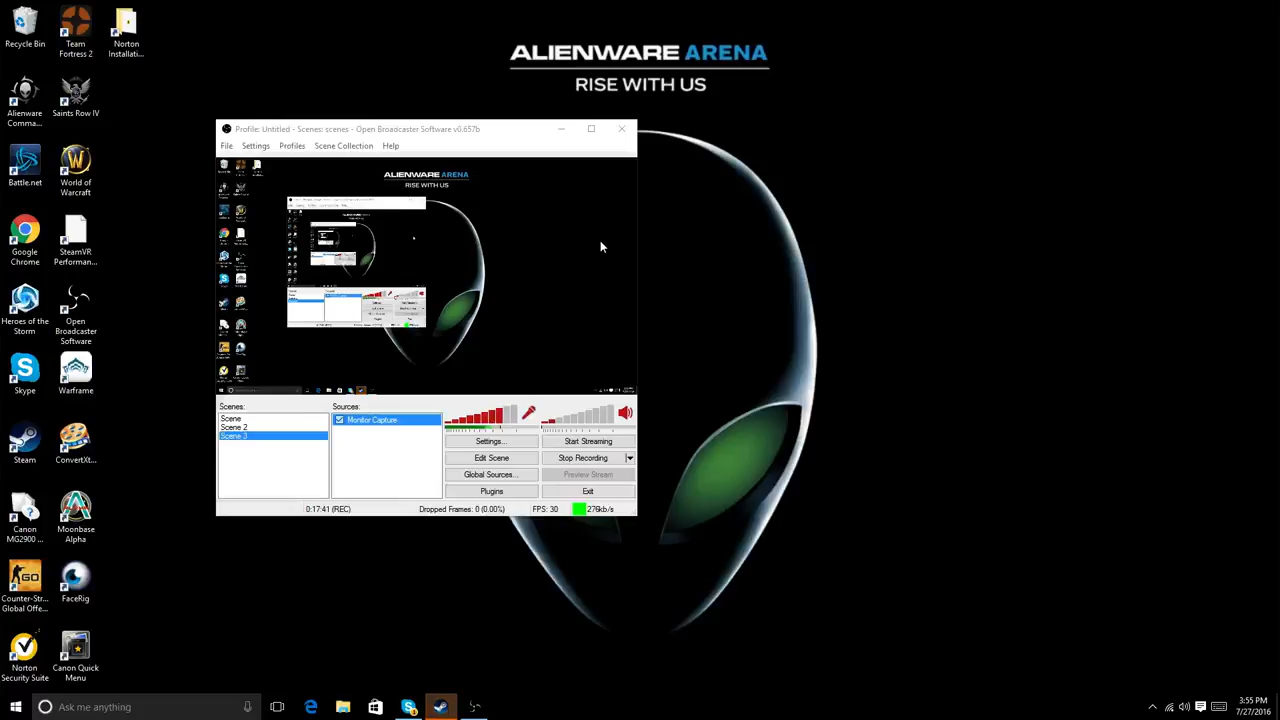 Recycle Bin
Team
Fortress 2
Norton
Installati...
ALIENWARE ARENA
RISE WITH US
Alienware
Comma...
Saints Row IV
Battle.net
World of
Warcraft
Google
Chrome
SteamVR
Performa...
Heroes of the
Storm
Open
Broadcaster
Software
Skype
Warframe
Steam
ConvertXt...
Canon
MG2900 ...
Moonbase
Alpha
Counter-Str...
Global Offe...
FaceRig
Norton
Security Suite
Canon Quick
Menu
Profile: Untitled - Scenes: scenes - Open Broadcaster Software v0.657b
File Settings Profiles Scene Collection Help
ALIENWARE ARENA
RISE WITH US
Scenes:
Scene
Scene 2
Scene 3
Sources:
Monitor Capture
Settings...
Start Streaming
Edit Scene
Stop Recording
Global Sources...
Preview Stream
Plugins
Exit
0:17:41 (REC)
Dropped Frames: 0 (0.00%)
FPS: 30
276kb/s
Ask me anything
3:55 PM
7/27/2016